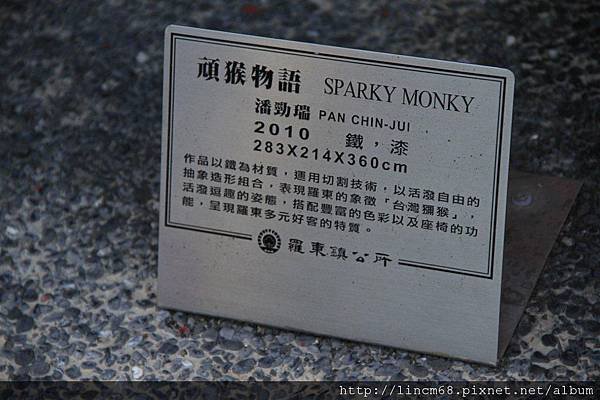 頑猴物語 SPARKY MONKY
潘勁瑞 PAN CHIN-JUI
2010 鐵，漆
283X214X360cm
作品以鐵為材質，運用切割技術，以活潑自由的
抽象造形組合，表現羅東的象徵「台灣獼猴」，
活潑逗趣的姿態，搭配豐富的色彩以及座椅的功
能，呈現羅東多元好客的特質。
羅東鎮公所
http://lincm68.pixnet.net/album